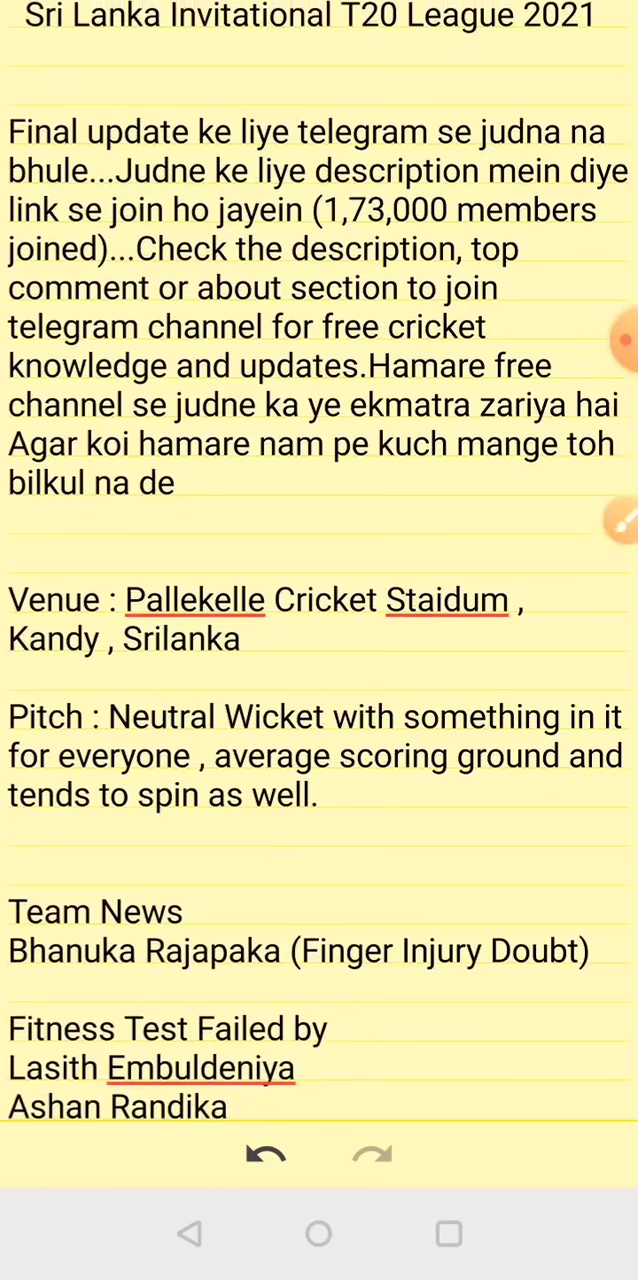 Sri Lanka Invitational T20 League 2021
Final update ke liye telegram se judna na
bhule...Judne ke liye description mein diye
link se join ho jayein (1,73,000 members
joined)...Check the description, top
comment or about section to join
telegram channel for free cricket
knowledge and updates.Hamare free
channel se judne ka ye ekmatra zariya hai
Agar koi hamare nam pe kuch mange toh
bilkul na de
Venue : Pallekelle Cricket Staidum ,
Kandy , Srilanka
Pitch : Neutral Wicket with something in it
for everyone , average scoring ground and
tends to spin as well.
Team News
Bhanuka Rajapaka (Finger Injury Doubt)
Fitness Test Failed by
Lasith Embuldeniya
Ashan Randika